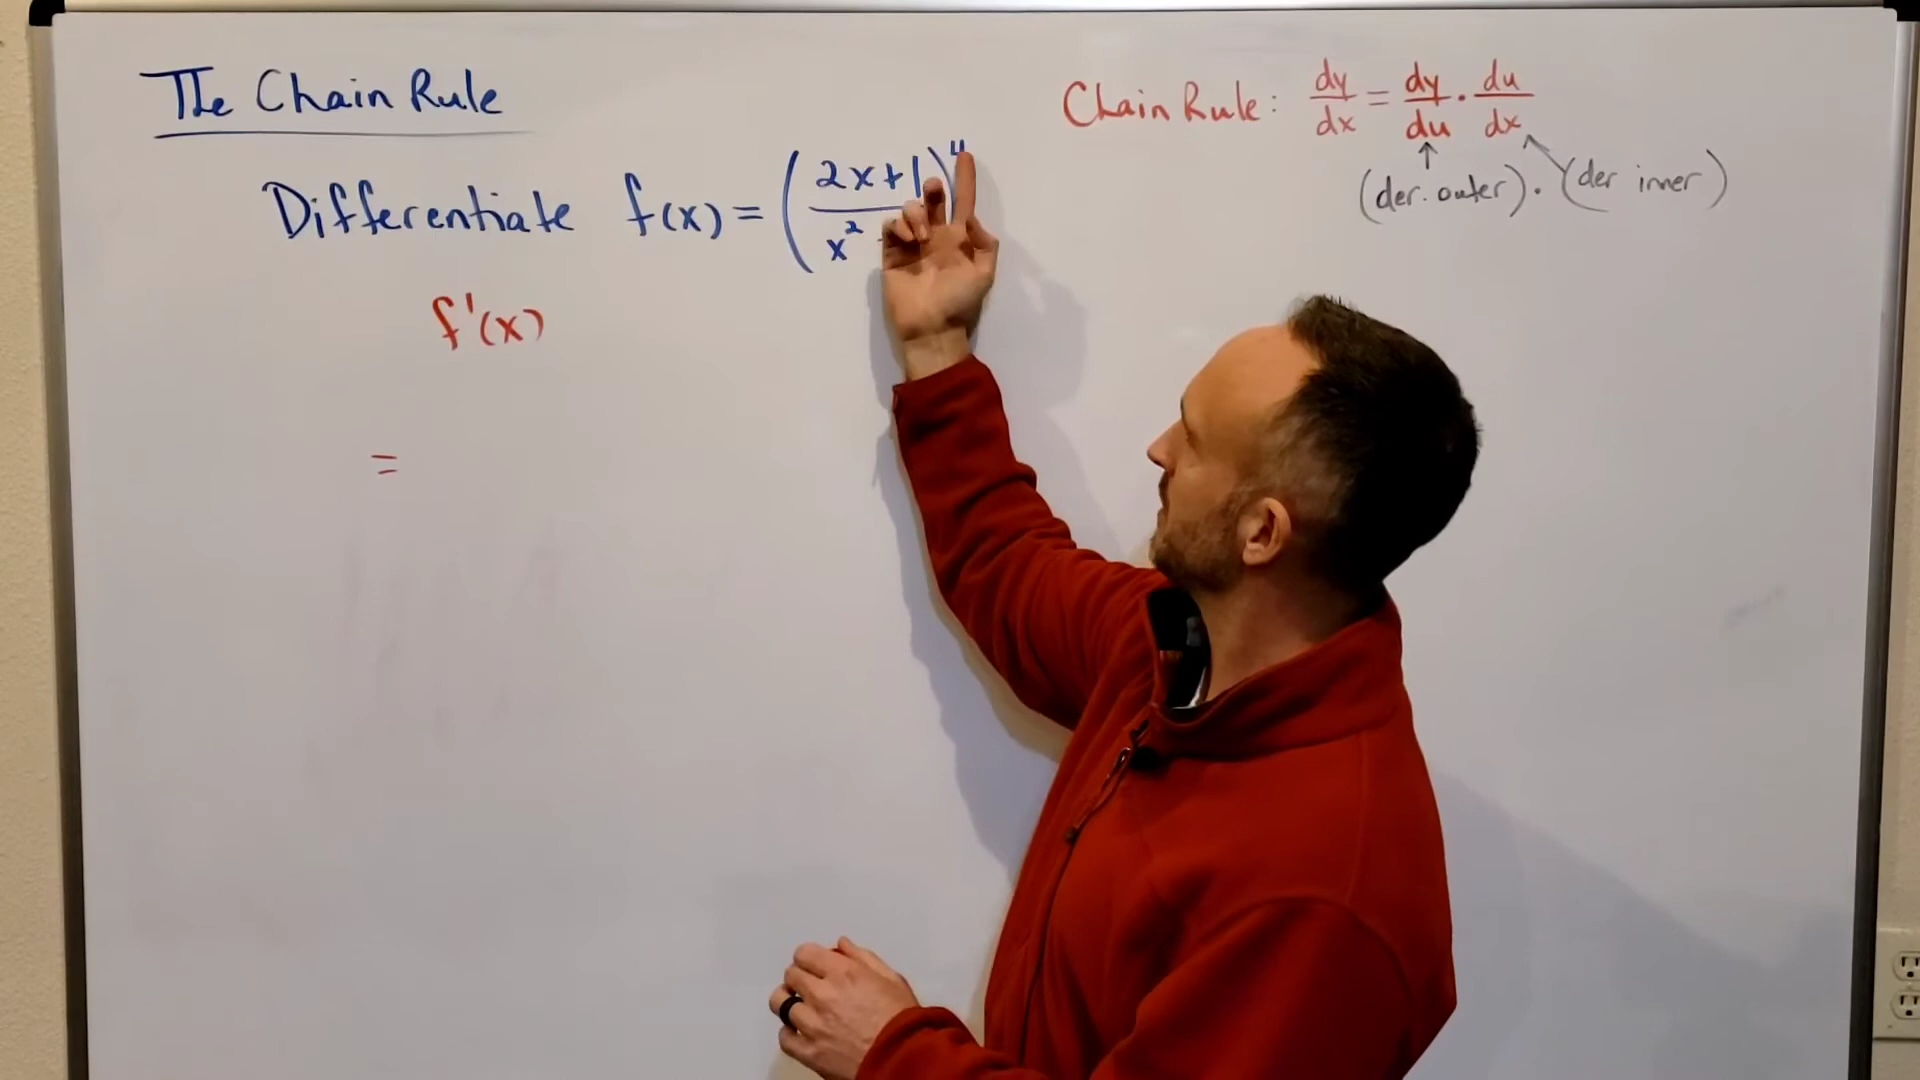 The Chain Rule
Chain Rule: dy/dx = dy/du · du/dx
(der. outer) · (der inner)
Differentiate f(x) = ((2x+1)/(x²
)⁴
f'(x)
=